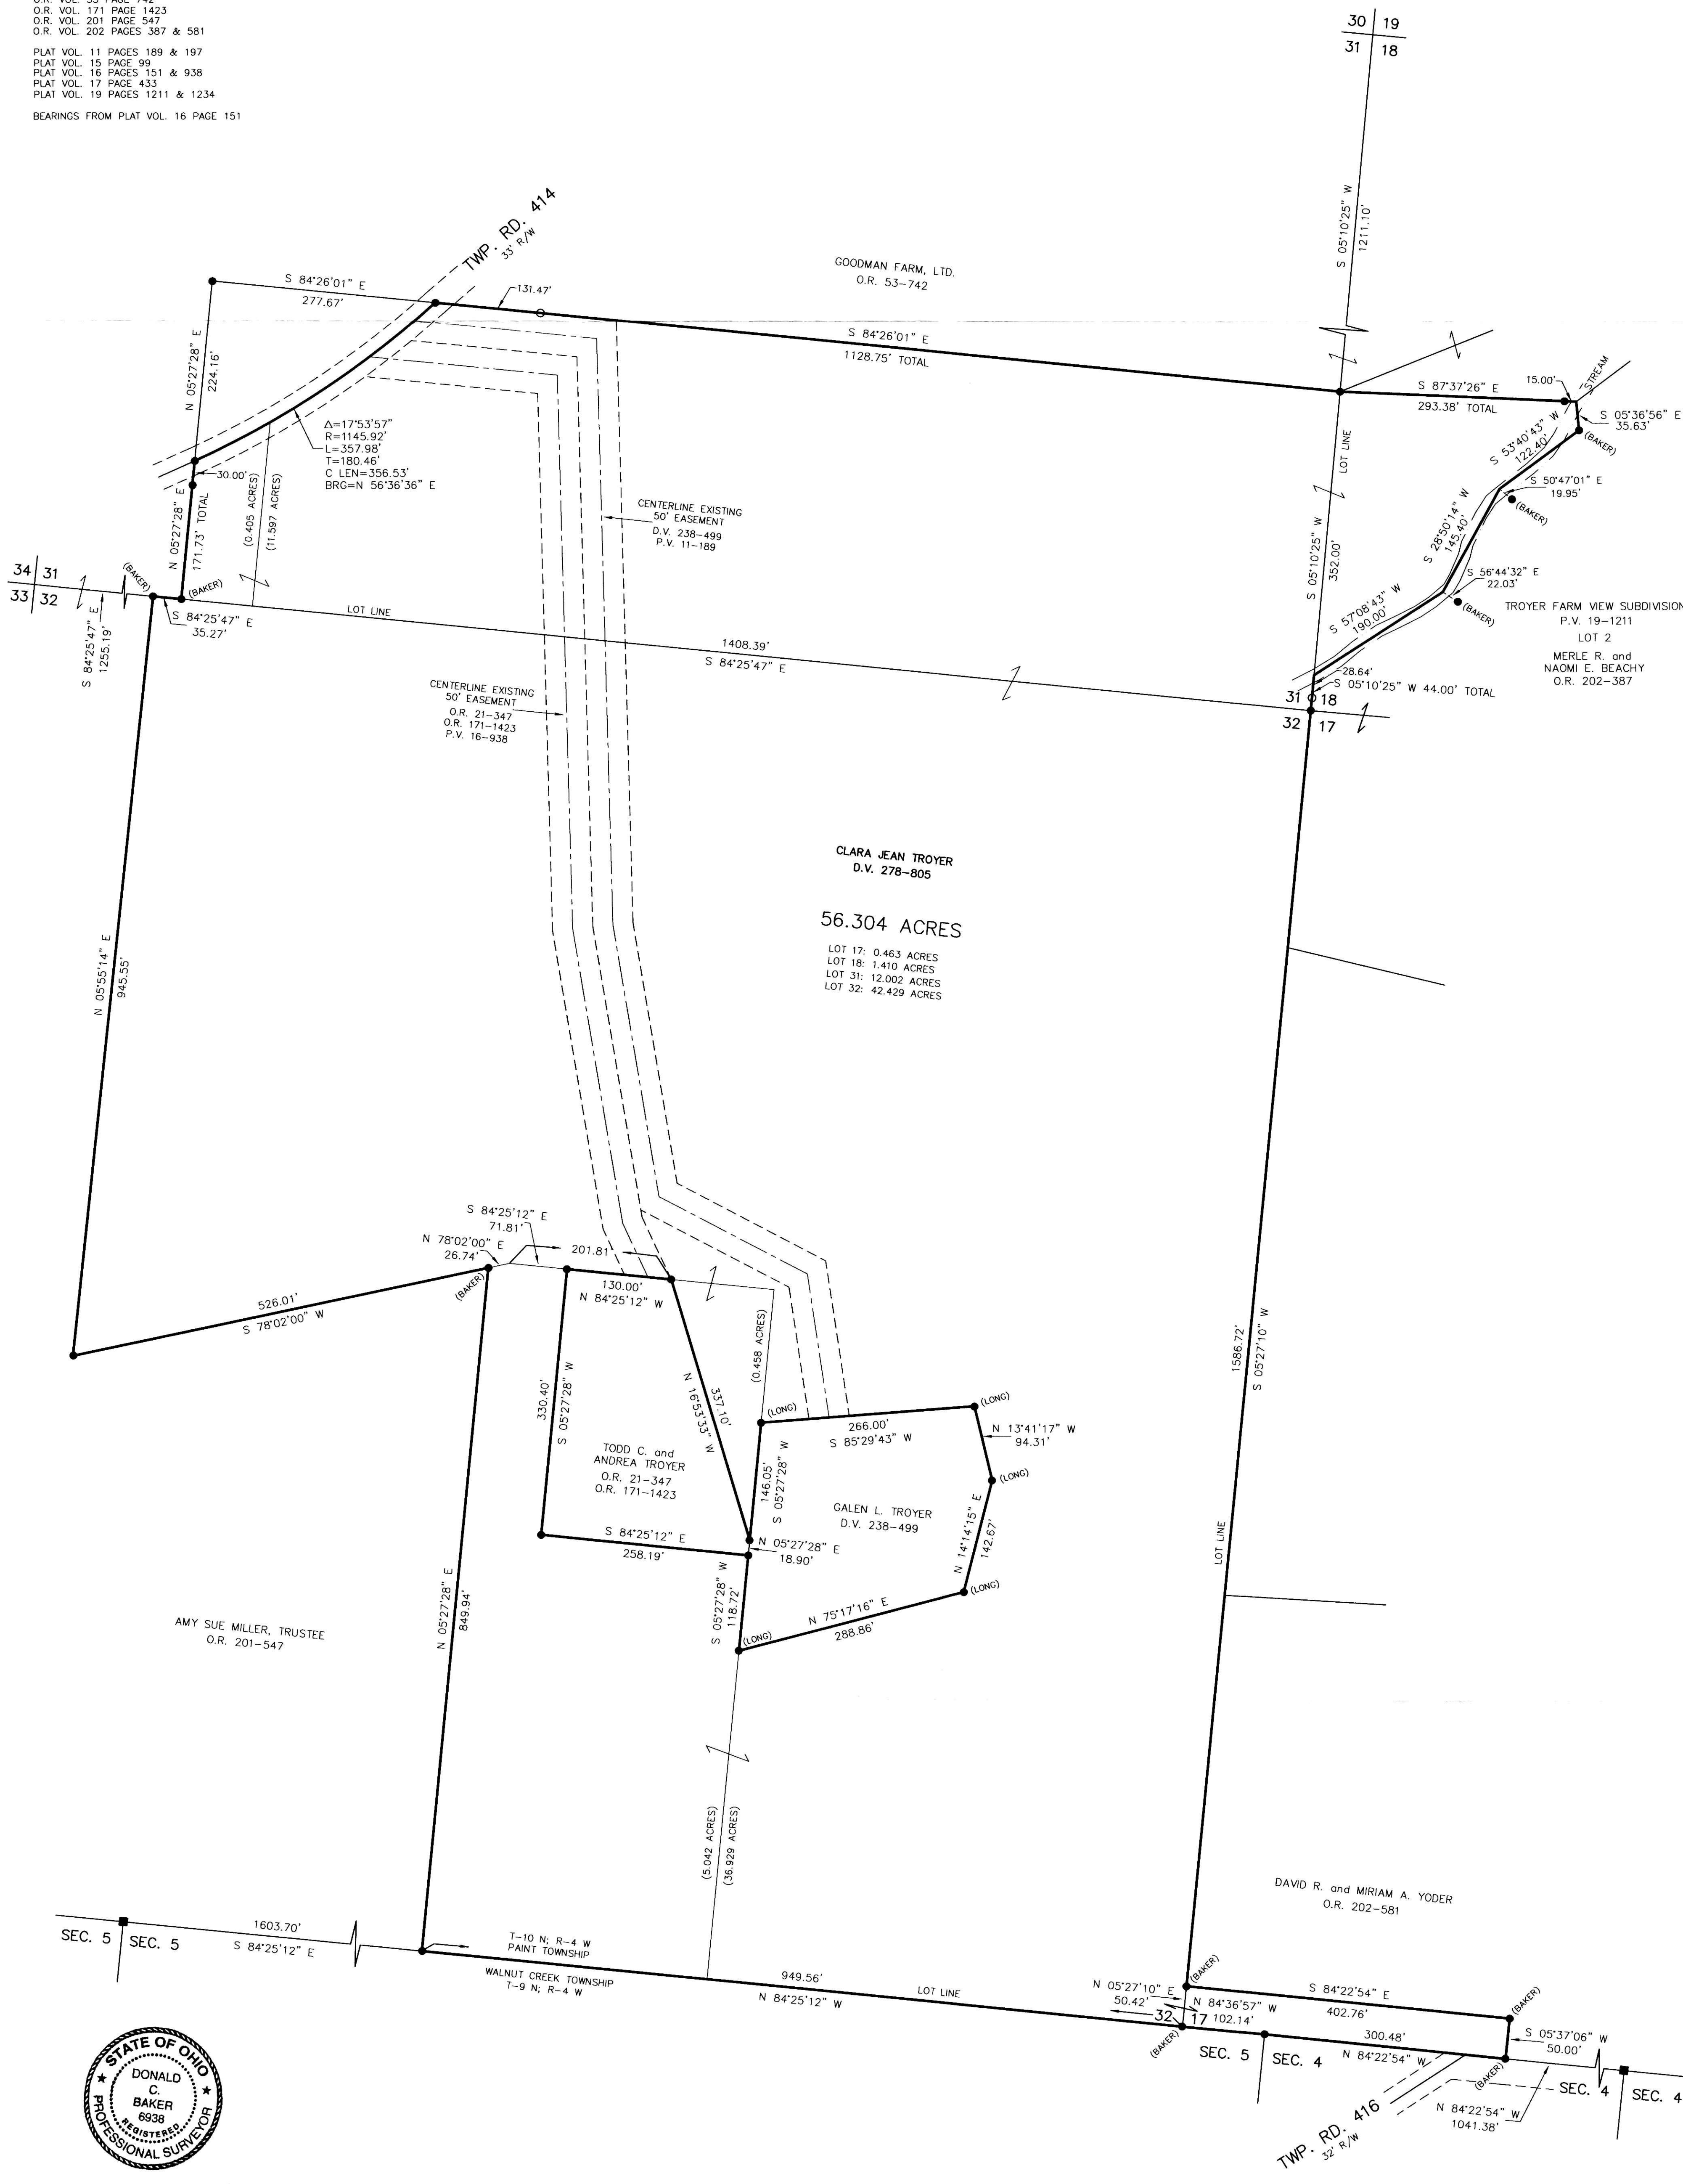 O.R. VOL. 53 PAGE 742
O.R. VOL. 171 PAGE 1423
O.R. VOL. 201 PAGE 547
O.R. VOL. 202 PAGES 387 & 581
PLAT VOL. 11 PAGES 189 & 197
PLAT VOL. 15 PAGE 99
PLAT VOL. 16 PAGES 151 & 938
PLAT VOL. 17 PAGE 433
PLAT VOL. 19 PAGES 1211 & 1234
BEARINGS FROM PLAT VOL. 16 PAGE 151
30 19
31 18
S 05°10'25" W
1211.10'
TWP. RD. 414
33' R/W
GOODMAN FARM, LTD.
O.R. 53-742
S 84°26'01" E
277.67'
131.47'
S 84°26'01" E
1128.75' TOTAL
N 05°27'28" E
224.16'
STREAM
15.00'
S 87°37'26" E
293.38' TOTAL
S 05°36'56" E
35.63'
(BAKER)
S 53°40'43" W
122.40'
S 50°47'01" E
19.95'
(BAKER)
S 28°50'14" W
145.40'
S 56°44'32" E
22.03'
(BAKER)
S 57°08'43" W
190.00'
LOT LINE
S 05°10'25" W
352.00'
28.64'
S 05°10'25" W 44.00' TOTAL
31 18
32 17
TROYER FARM VIEW SUBDIVISION
P.V. 19-1211
LOT 2
MERLE R. and
NAOMI E. BEACHY
O.R. 202-387
Δ=17°53'57"
R=1145.92'
L=357.98'
T=180.46'
C LEN=356.53'
BRG=N 56°36'36" E
30.00'
N 05°27'28" E
171.73' TOTAL
(0.405 ACRES)
(11.597 ACRES)
CENTERLINE EXISTING
50' EASEMENT
D.V. 238-499
P.V. 11-189
34 31
33 32
(BAKER)
(BAKER)
S 84°25'47" E
1255.19'
S 84°25'47" E
35.27'
LOT LINE
1408.39'
S 84°25'47" E
CENTERLINE EXISTING
50' EASEMENT
O.R. 21-347
O.R. 171-1423
P.V. 16-938
CLARA JEAN TROYER
D.V. 278-805
56.304 ACRES
LOT 17: 0.463 ACRES
LOT 18: 1.410 ACRES
LOT 31: 12.002 ACRES
LOT 32: 42.429 ACRES
N 05°55'14" E
945.55'
S 84°25'12" E
71.81'
N 78°02'00" E
26.74'
201.81
(BAKER)
130.00'
N 84°25'12" W
526.01'
S 78°02'00" W
(0.458 ACRES)
1586.72'
S 05°27'10" W
LOT LINE
330.40'
S 05°27'28" W
337.10'
N 16°53'33" W
TODD C. and
ANDREA TROYER
O.R. 21-347
O.R. 171-1423
(LONG)
266.00'
S 85°29'43" W
(LONG)
N 13°41'17" W
94.31'
(LONG)
146.05'
S 05°27'28" W
GALEN L. TROYER
D.V. 238-499
N 14°14'15" E
142.67'
(LONG)
S 84°25'12" E
258.19'
N 05°27'28" E
18.90'
S 05°27'28" W
118.72'
(LONG)
N 75°17'16" E
288.86'
N 05°27'28" E
849.94'
AMY SUE MILLER, TRUSTEE
O.R. 201-547
(5.042 ACRES)
(36.929 ACRES)
DAVID R. and MIRIAM A. YODER
O.R. 202-581
SEC. 5 SEC. 5
1603.70'
S 84°25'12" E
T-10 N; R-4 W
PAINT TOWNSHIP
WALNUT CREEK TOWNSHIP
T-9 N; R-4 W
949.56'
N 84°25'12" W
LOT LINE
(BAKER)
N 05°27'10" E
50.42'
32 17
(BAKER)
N 84°36'57" W
102.14'
S 84°22'54" E
402.76'
(BAKER)
S 05°37'06" W
50.00'
300.48'
N 84°22'54" W
(BAKER)
SEC. 5 SEC. 4
SEC. 4 SEC. 4
N 84°22'54" W
1041.38'
TWP. RD. 416
32' R/W
STATE OF OHIO
DONALD
C.
BAKER
6938
REGISTERED
PROFESSIONAL SURVEYOR